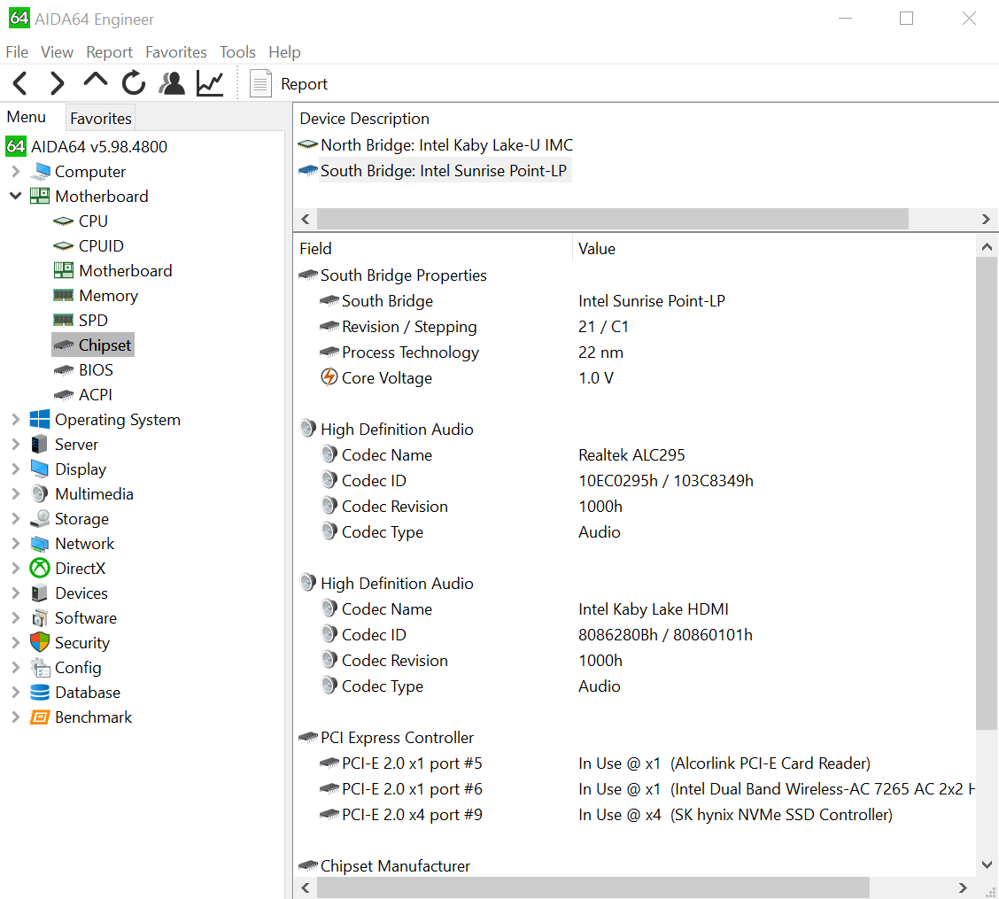 64 AIDA64 Engineer
File View Report Favorites Tools Help
Report
Menu Favorites
64 AIDA64 v5.98.4800
Computer
Motherboard
CPU
CPUID
Motherboard
Memory
SPD
Chipset
BIOS
ACPI
Operating System
Server
Display
Multimedia
Storage
Network
DirectX
Devices
Software
Security
Config
Database
Benchmark
Device Description
North Bridge: Intel Kaby Lake-U IMC
South Bridge: Intel Sunrise Point-LP
Field Value
South Bridge Properties
South Bridge Intel Sunrise Point-LP
Revision / Stepping 21 / C1
Process Technology 22 nm
Core Voltage 1.0 V
High Definition Audio
Codec Name Realtek ALC295
Codec ID 10EC0295h / 103C8349h
Codec Revision 1000h
Codec Type Audio
High Definition Audio
Codec Name Intel Kaby Lake HDMI
Codec ID 8086280Bh / 80860101h
Codec Revision 1000h
Codec Type Audio
PCI Express Controller
PCI-E 2.0 x1 port #5 In Use @ x1 (Alcorlink PCI-E Card Reader)
PCI-E 2.0 x1 port #6 In Use @ x1 (Intel Dual Band Wireless-AC 7265 AC 2x2 H
PCI-E 2.0 x4 port #9 In Use @ x4 (SK hynix NVMe SSD Controller)
Chipset Manufacturer